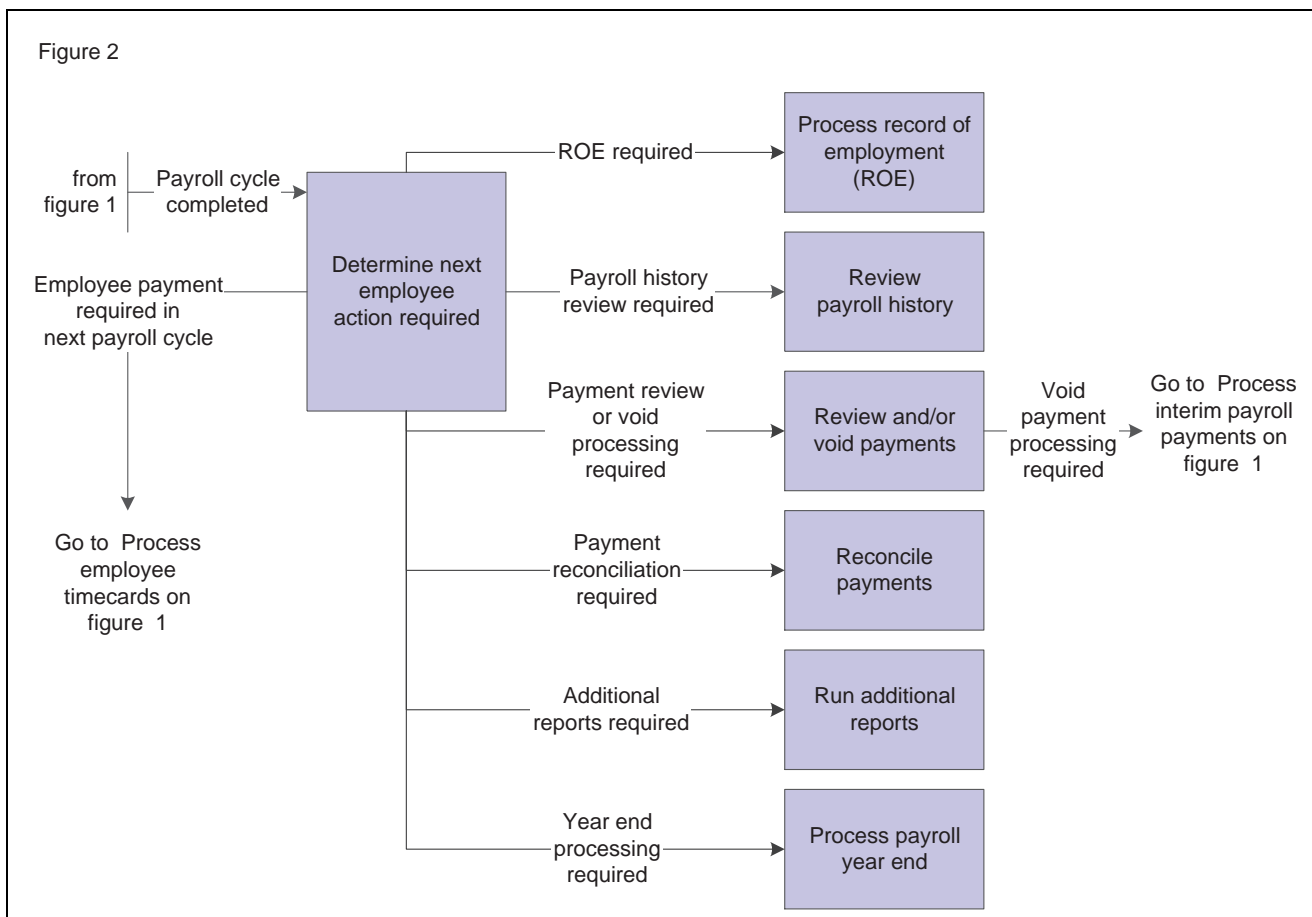 Figure 2
from
figure 1
Payroll cycle
completed
Employee payment
required in
next payroll cycle
Go to Process
employee
timecards on
figure 1
Determine next
employee
action required
ROE required
Process record of
employment
(ROE)
Payroll history
review required
Review
payroll history
Payment review
or void
processing
required
Review and/or
void payments
Void
payment
processing
required
Go to Process
interim payroll
payments on
figure 1
Payment
reconciliation
required
Reconcile
payments
Additional
reports required
Run additional
reports
Year end
processing
required
Process payroll
year end